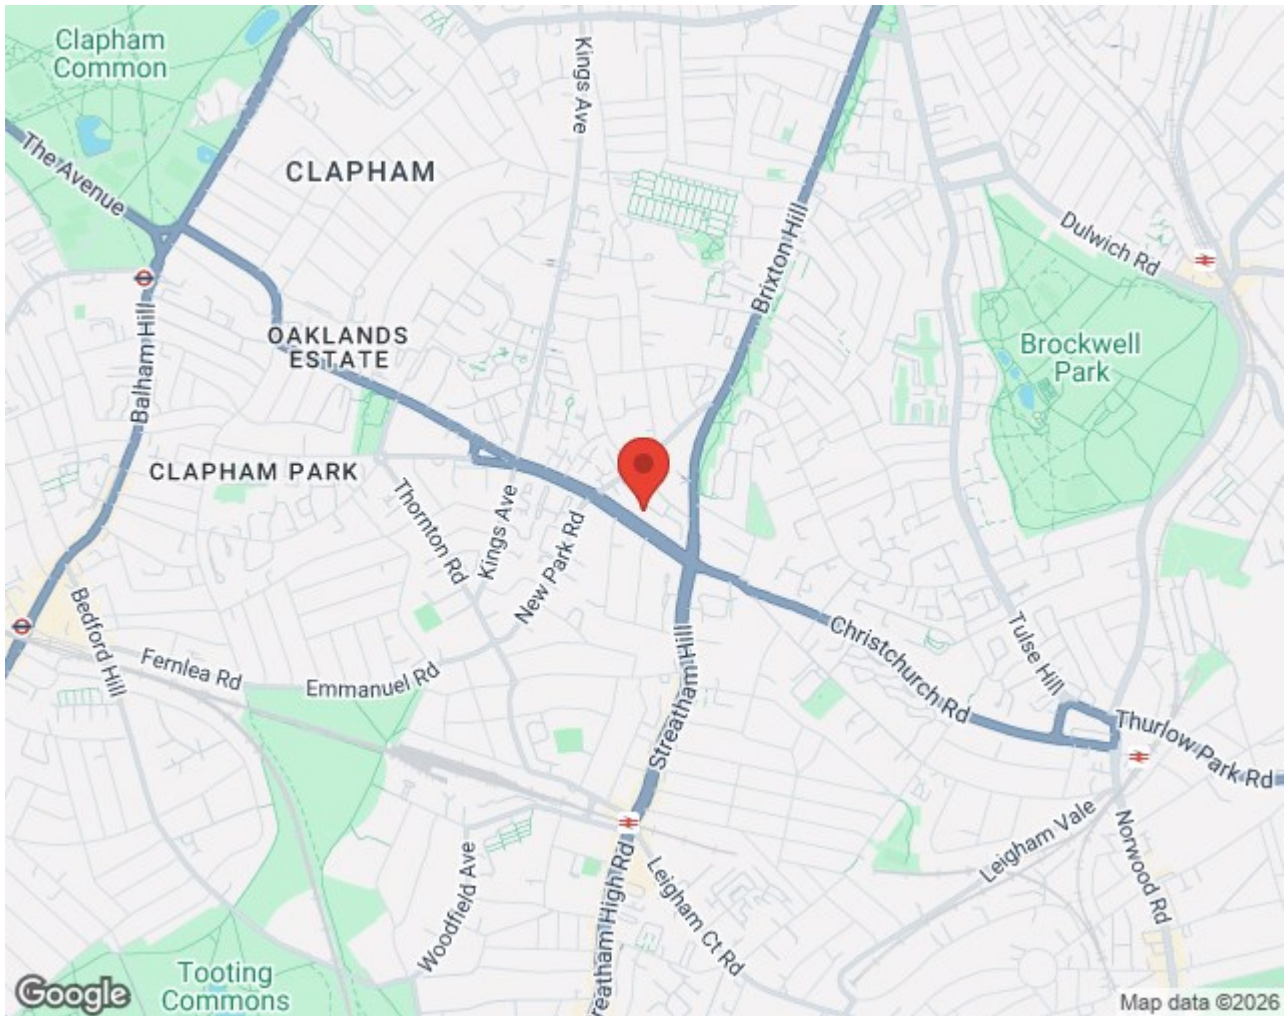 Clapham
Common
Kings Ave
The Avenue
CLAPHAM
Dulwich Rd
Brixton Hill
OAKLANDS
ESTATE
Balham Hill
Brockwell
Park
CLAPHAM PARK
Thornton Rd
Kings Ave
New Park Rd
Bedford Hill
Fernlea Rd
Emmanuel Rd
Streatham Hill
Christchurch Rd
Tulse Hill
Thurlow Park Rd
Leigham Vale
Norwood Rd
Woodfield Ave
Leigham Ct Rd
reatham High Rd
Tooting
Commons
Google
Map data ©2026